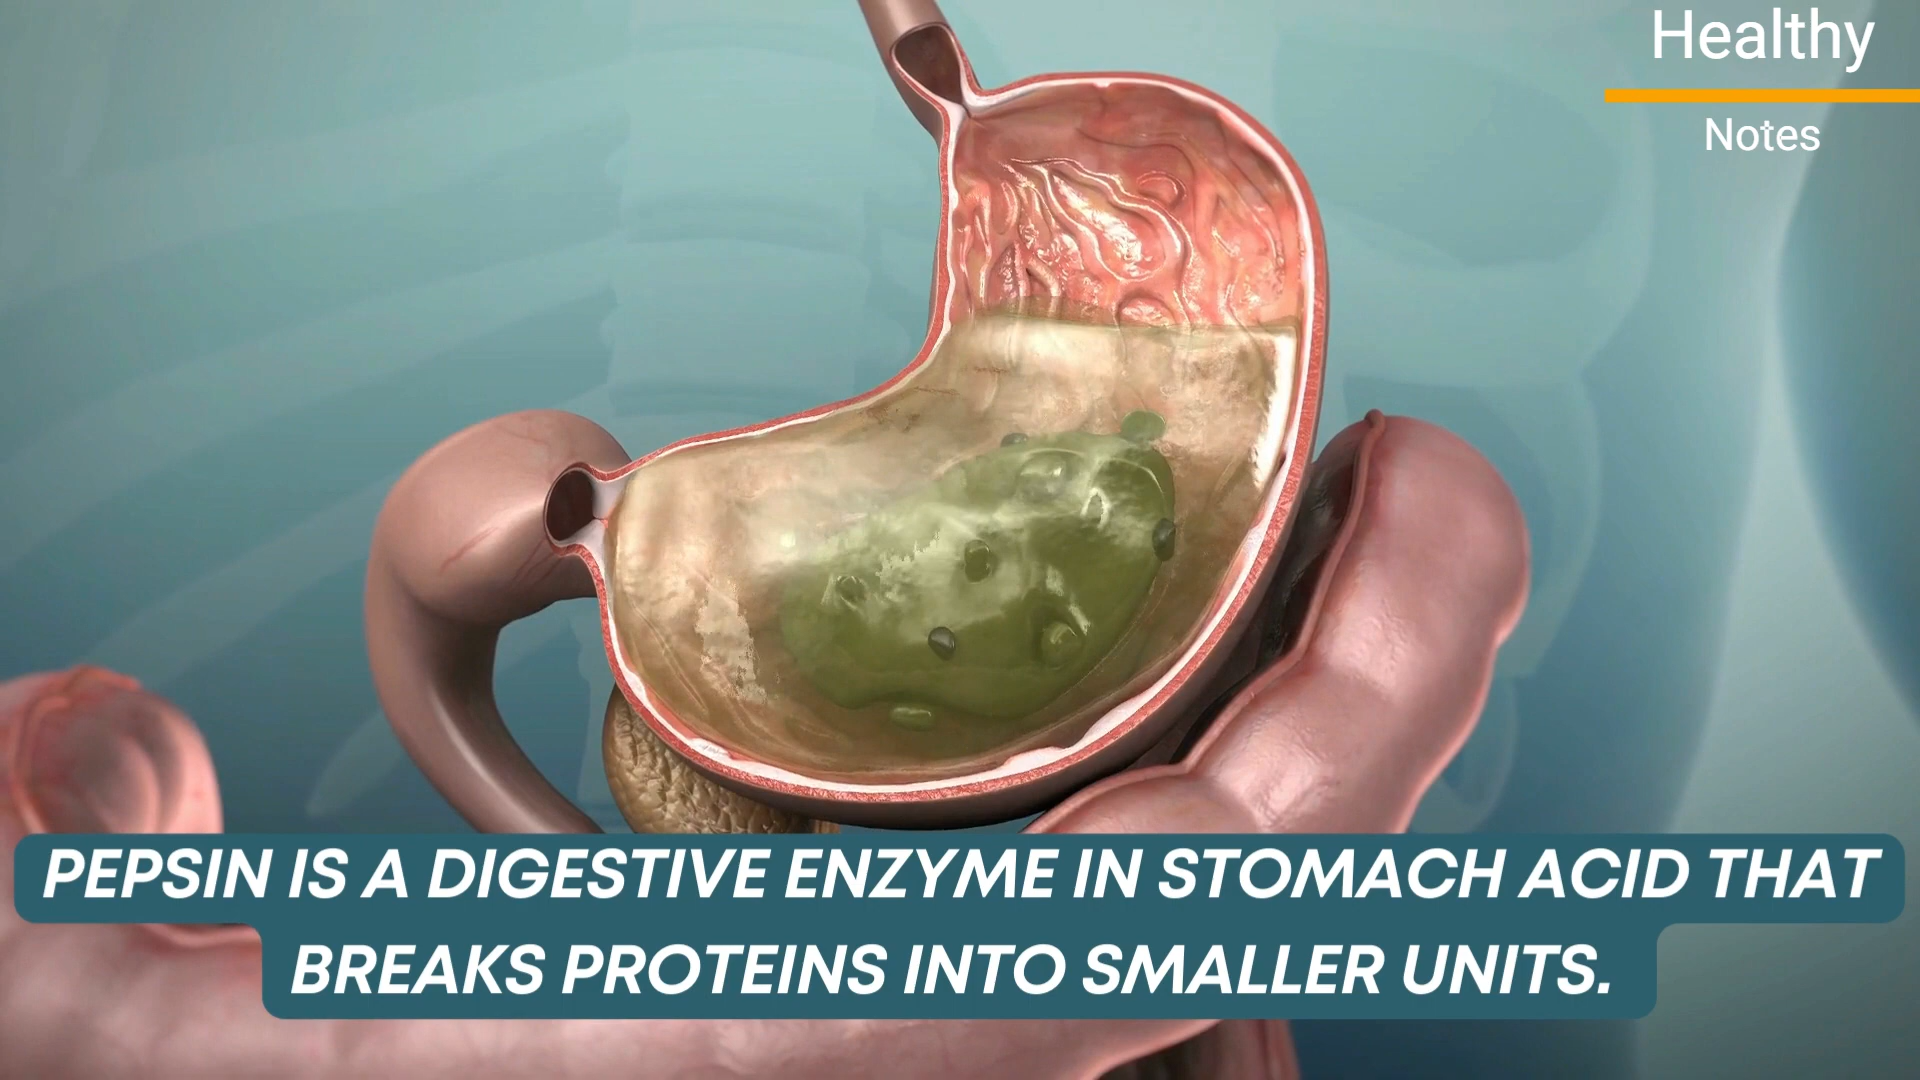 Healthy
Notes
PEPSIN IS A DIGESTIVE ENZYME IN STOMACH ACID THAT
BREAKS PROTEINS INTO SMALLER UNITS.